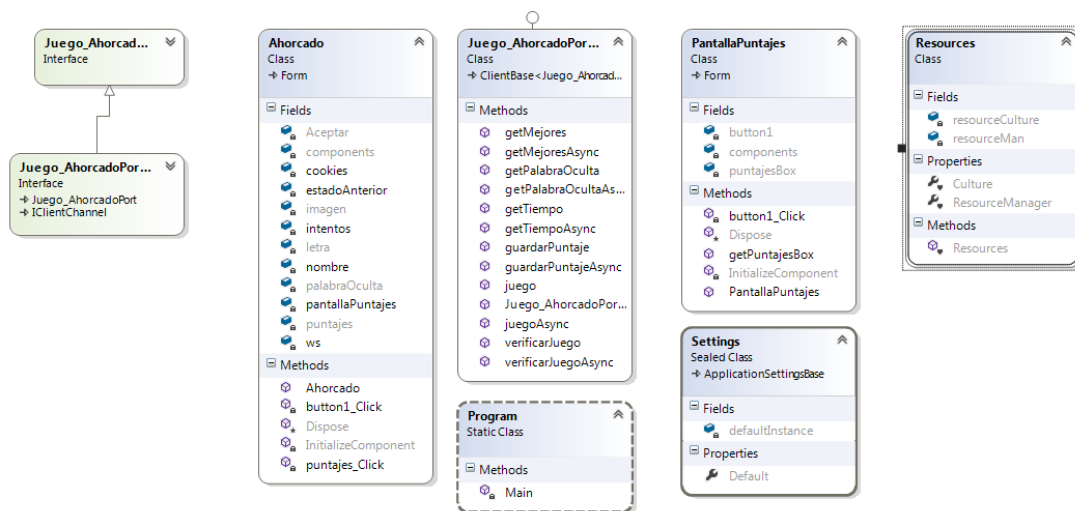 Juego_Ahorcad...
Interface
Juego_AhorcadoPor...
Interface
Juego_AhorcadoPort
IClientChannel
Ahorcado
Class
Form
Fields
Aceptar
components
cookies
estadoAnterior
imagen
intentos
letra
nombre
palabraOculta
pantallaPuntajes
puntajes
ws
Methods
Ahorcado
button1_Click
Dispose
InitializeComponent
puntajes_Click
Juego_AhorcadoPor...
Class
ClientBase<Juego_Ahorcad...
Methods
getMejores
getMejoresAsync
getPalabraOculta
getPalabraOcultaAs...
getTiempo
getTiempoAsync
guardarPuntaje
guardarPuntajeAsync
juego
Juego_AhorcadoPor...
juegoAsync
verificarJuego
verificarJuegoAsync
Program
Static Class
Methods
Main
PantallaPuntajes
Class
Form
Fields
button1
components
puntajesBox
Methods
button1_Click
Dispose
getPuntajesBox
InitializeComponent
PantallaPuntajes
Settings
Sealed Class
ApplicationSettingsBase
Fields
defaultInstance
Properties
Default
Resources
Class
Fields
resourceCulture
resourceMan
Properties
Culture
ResourceManager
Methods
Resources